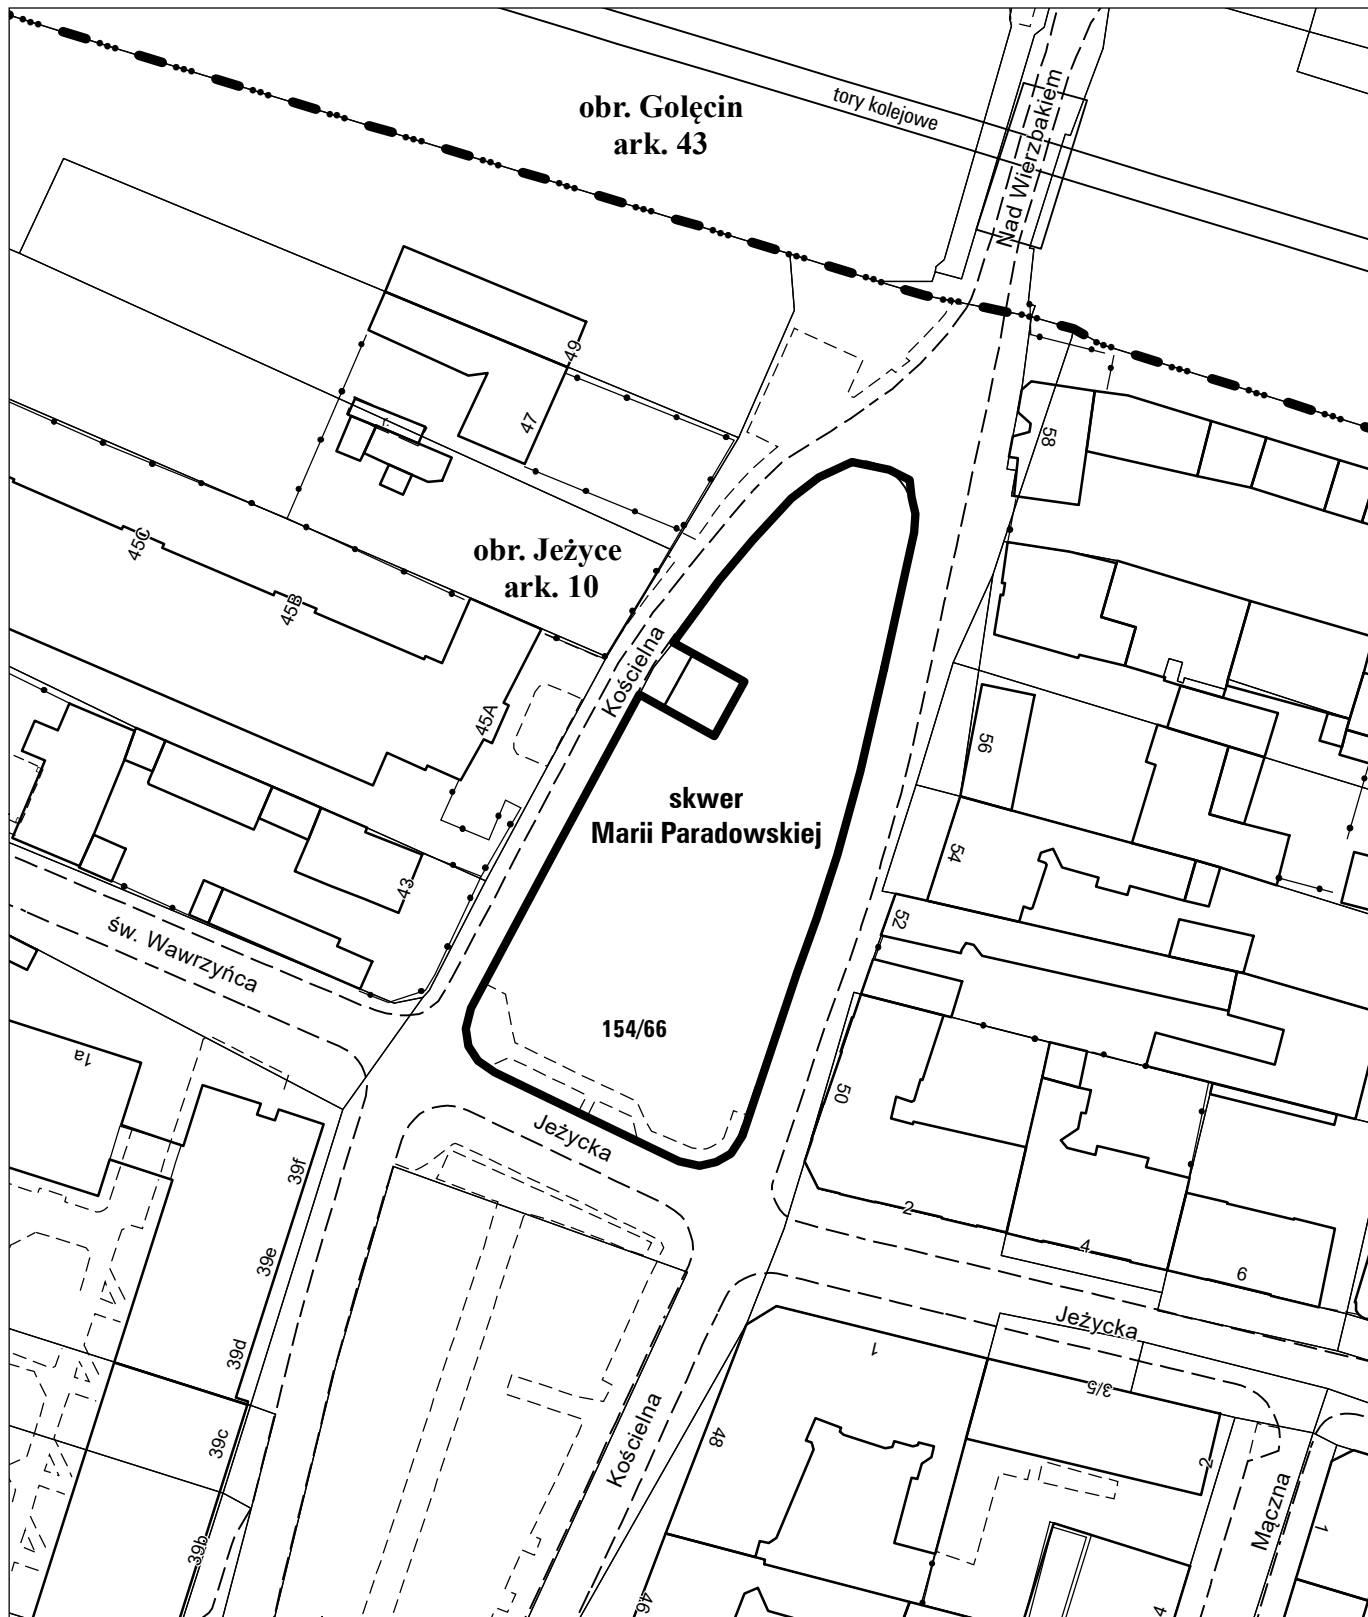 obr. Golęcin
ark. 43
tory kolejowe
Nad Wierzbakiem
49
47
58
45C
obr. Jeżyce
ark. 10
45B
Kościelna
45A
56
skwer
Marii Paradowskiej
54
43
52
św. Wawrzyńca
154/66
1a
50
Jeżycka
39f
2
39e
4
6
Jeżycka
39d
1
3/5
39c
Kościelna
48
2
Mączna
1
39b
46
4